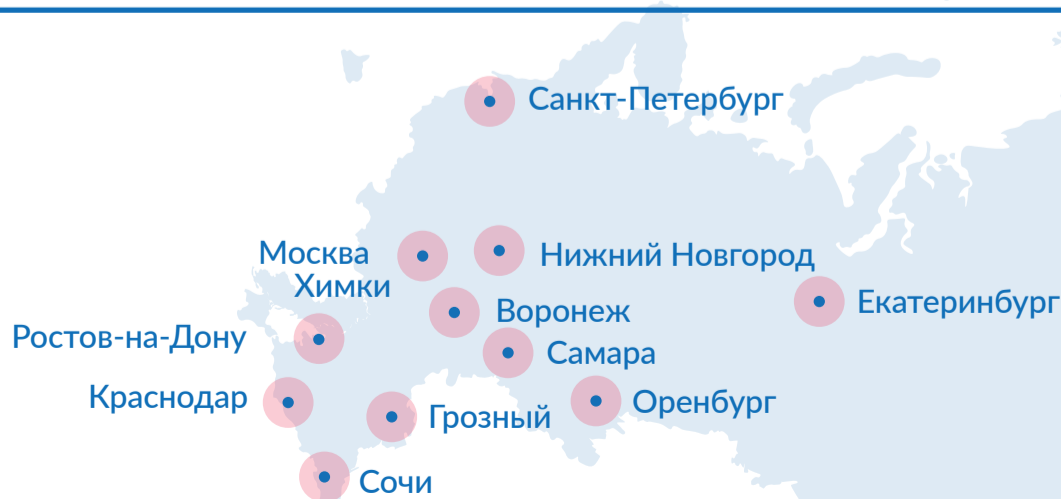 Санкт-Петербург
Москва
Нижний Новгород
Химки
Екатеринбург
Воронеж
Ростов-на-Дону
Самара
Краснодар
Оренбург
Грозный
Сочи